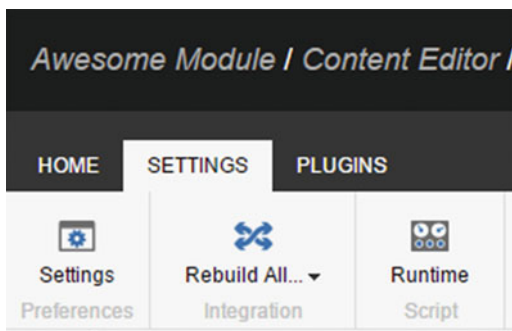 Awesome Module / Content Editor /
HOME SETTINGS PLUGINS
Settings Rebuild All... Runtime
Preferences Integration Script